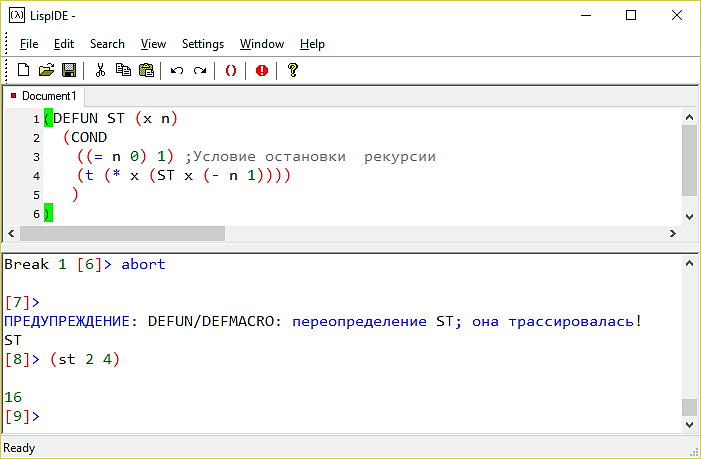 (λ) LispIDE -
File Edit Search View Settings Window Help
() ?
Document1
1 (DEFUN ST (x n)
2 (COND
3 ((= n 0) 1) ;Условие остановки рекурсии
4 (t (* x (ST x (- n 1))))
5 )
6 )
Break 1 [6]> abort
[7]>
ПРЕДУПРЕЖДЕНИЕ: DEFUN/DEFMACRO: переопределение ST; она трассировалась!
ST
[8]> (st 2 4)
16
[9]>
Ready